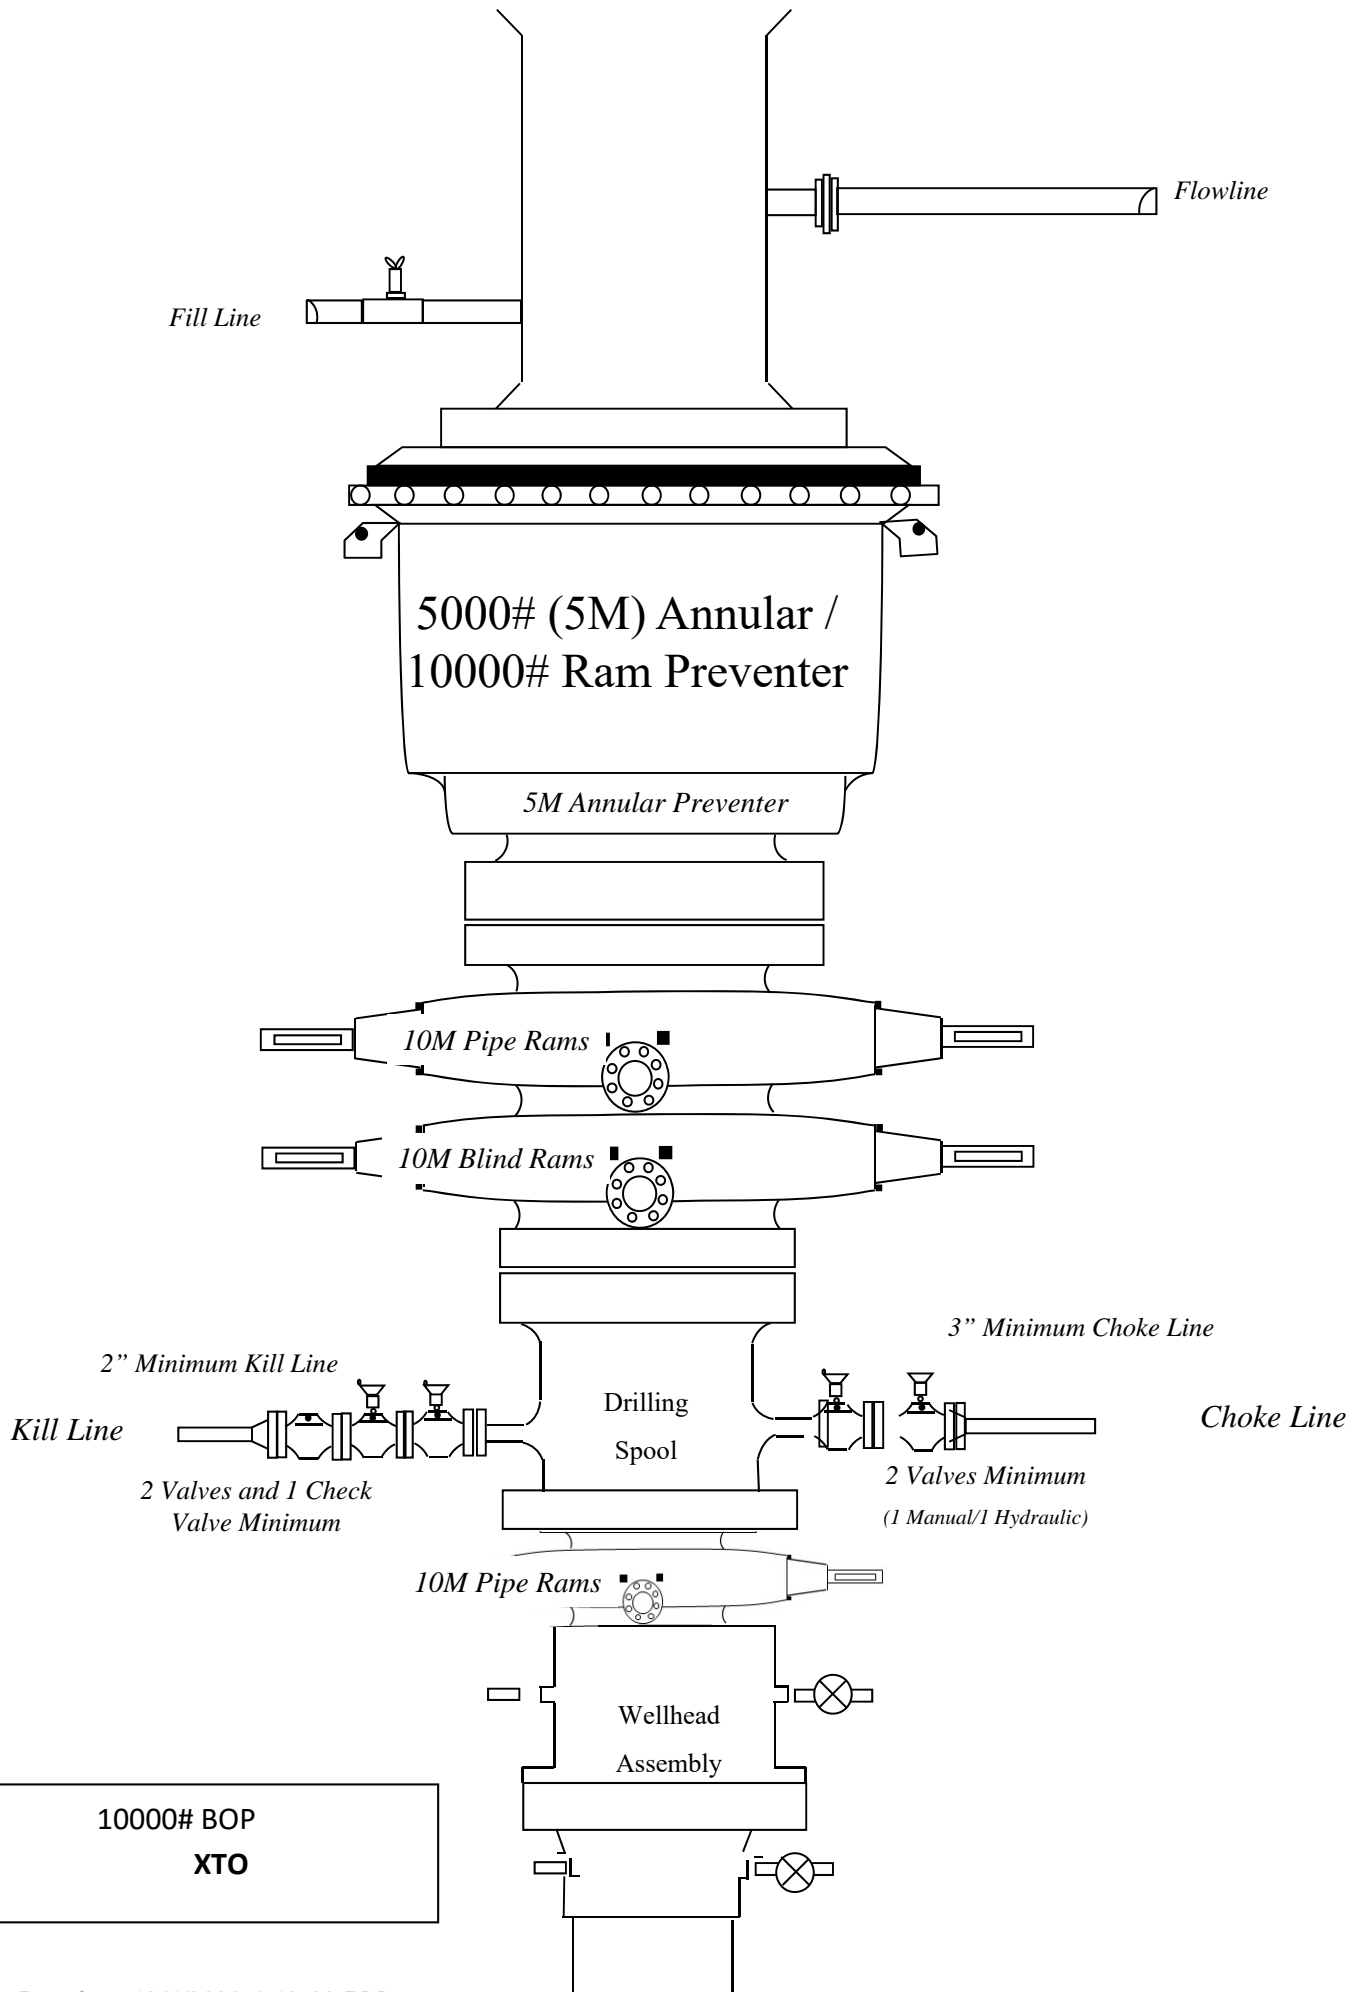 Flowline
Fill Line
5000# (5M) Annular /
10000# Ram Preventer
5M Annular Preventer
10M Pipe Rams
10M Blind Rams
3” Minimum Choke Line
2” Minimum Kill Line
Drilling
Spool
Kill Line
Choke Line
2 Valves and 1 Check
Valve Minimum
2 Valves Minimum
(1 Manual/1 Hydraulic)
10M Pipe Rams
Wellhead
Assembly
10000# BOP
XTO